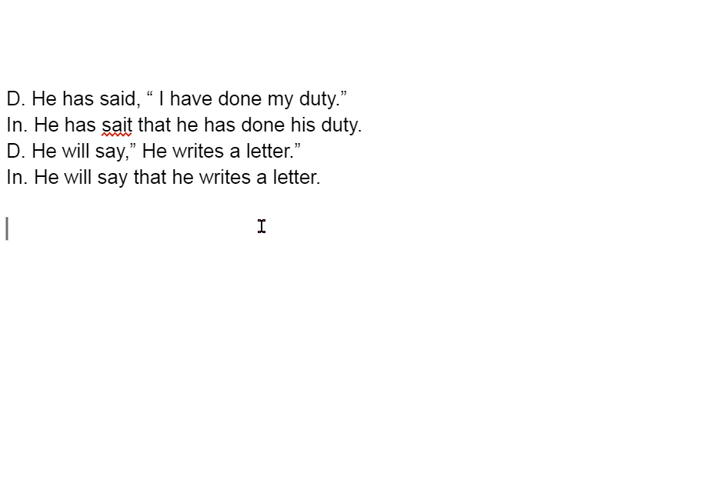 D. He has said, “ I have done my duty.”
In. He has sait that he has done his duty.
D. He will say,” He writes a letter.”
In. He will say that he writes a letter.